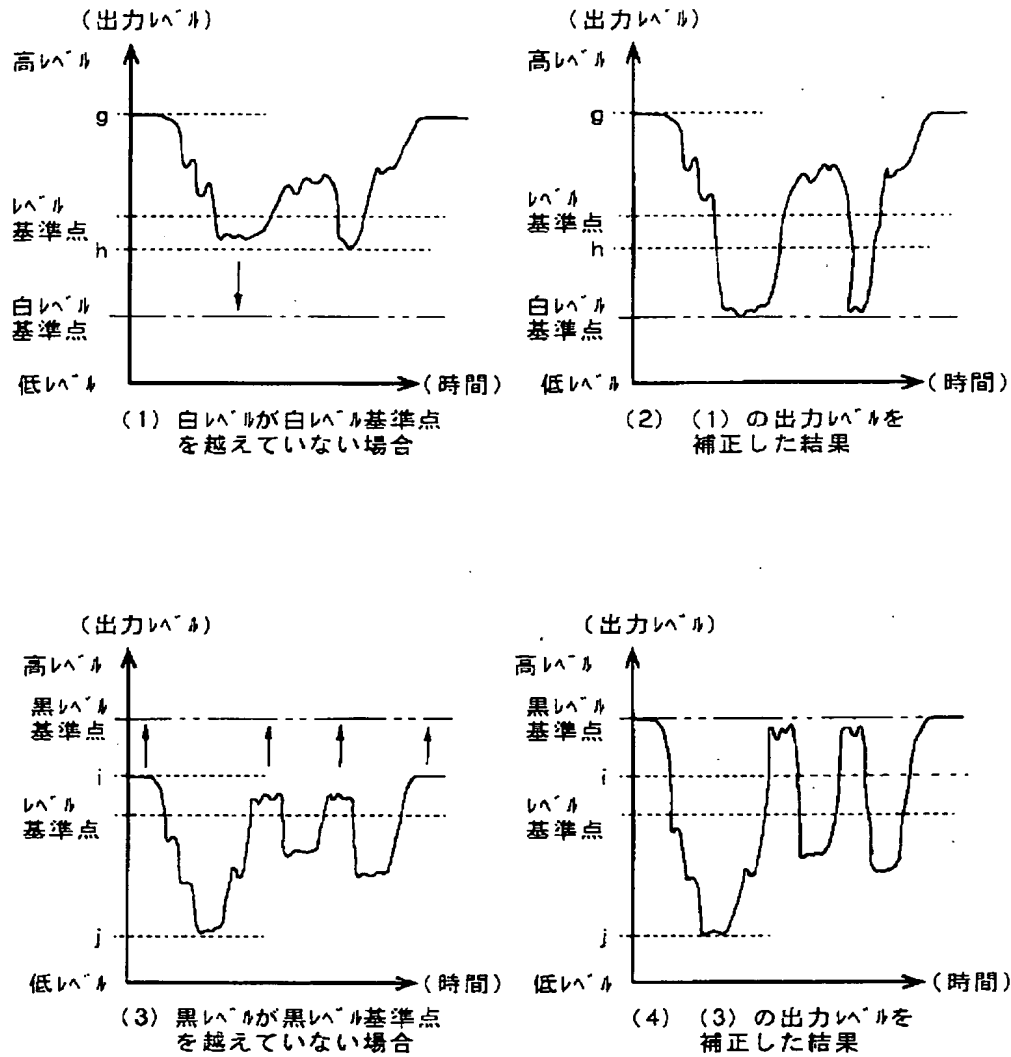 (出力レベル)
高レベル
g
レベル
基準点
h
白レベル
基準点
低レベル
(時間)
(1) 白レベルが白レベル基準点
を越えていない場合
(出力レベル)
高レベル
g
レベル
基準点
h
白レベル
基準点
低レベル
(時間)
(2) (1)の出力レベルを
補正した結果
(出力レベル)
高レベル
黒レベル
基準点
i
レベル
基準点
j
低レベル
(時間)
(3) 黒レベルが黒レベル基準点
を越えていない場合
(出力レベル)
高レベル
黒レベル
基準点
i
レベル
基準点
j
低レベル
(時間)
(4) (3)の出力レベルを
補正した結果